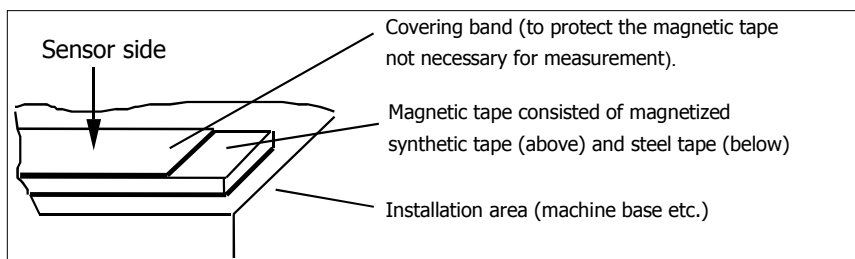 Sensor side
Covering band (to protect the magnetic tape
not necessary for measurement).
Magnetic tape consisted of magnetized
synthetic tape (above) and steel tape (below)
Installation area (machine base etc.)